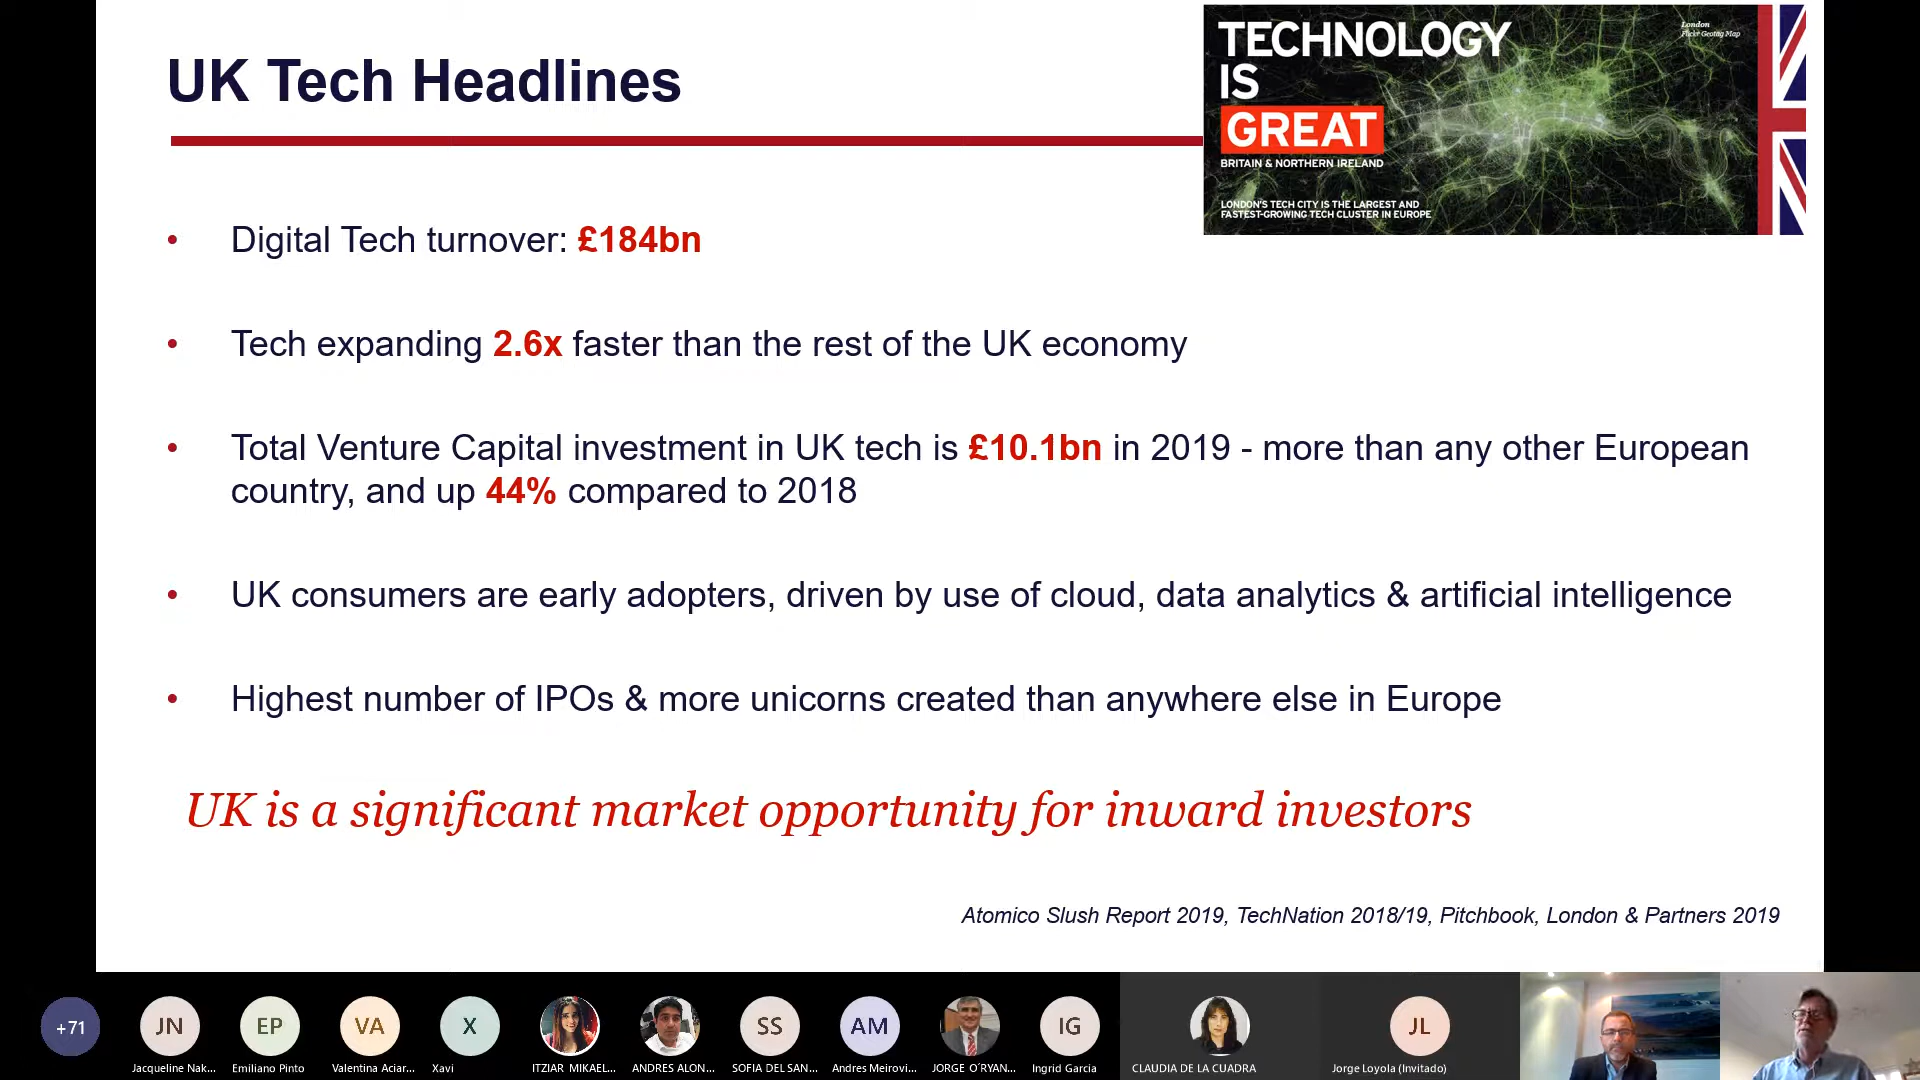 UK Tech Headlines
TECHNOLOGY
IS
GREAT
BRITAIN & NORTHERN IRELAND
LONDON'S TECH CITY IS THE LARGEST AND
FASTEST-GROWING TECH CLUSTER IN EUROPE
London
Flickr Geotag Map
• Digital Tech turnover: £184bn
• Tech expanding 2.6x faster than the rest of the UK economy
• Total Venture Capital investment in UK tech is £10.1bn in 2019 - more than any other European
country, and up 44% compared to 2018
• UK consumers are early adopters, driven by use of cloud, data analytics & artificial intelligence
• Highest number of IPOs & more unicorns created than anywhere else in Europe
UK is a significant market opportunity for inward investors
Atomico Slush Report 2019, TechNation 2018/19, Pitchbook, London & Partners 2019
+71
JN
EP
VA
X
SS
AM
IG
JL
Jacqueline Nak...
Emiliano Pinto
Valentina Aciar...
Xavi
ITZIAR MIKAEL...
ANDRES ALON...
SOFIA DEL SAN...
Andres Meirovi...
JORGE O´RYAN...
Ingrid Garcia
CLAUDIA DE LA CUADRA
Jorge Loyola (Invitado)